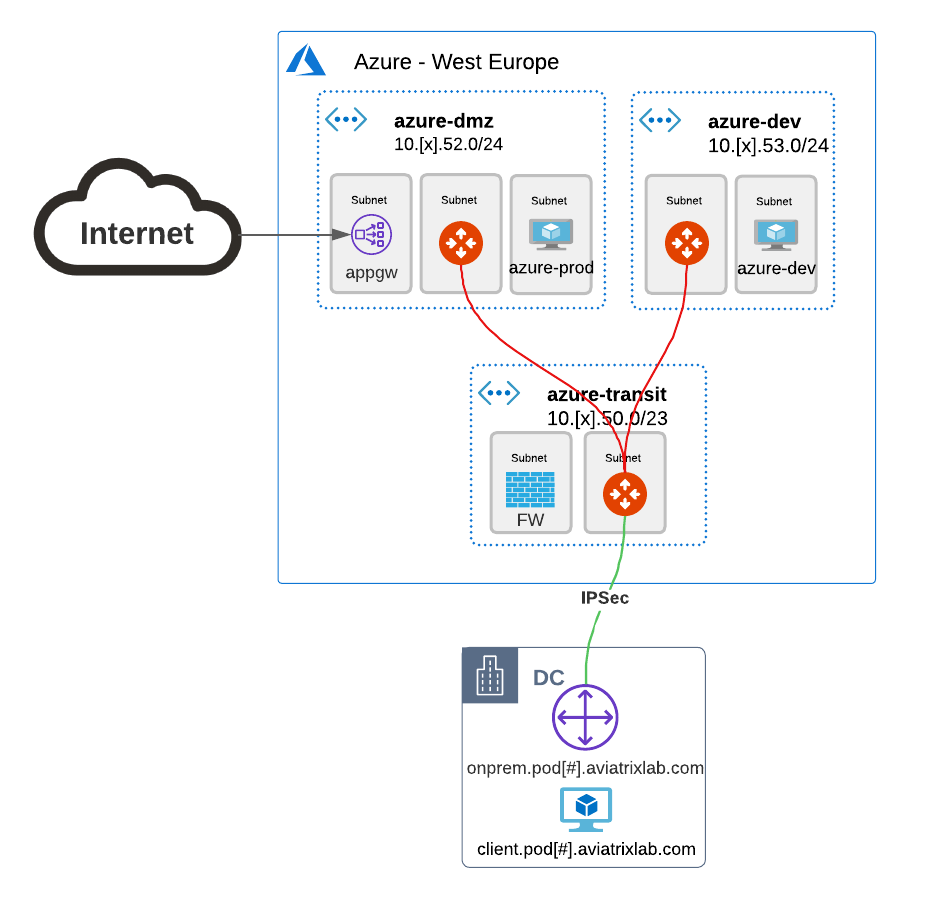 Azure - West Europe
azure-dmz
10.[x].52.0/24
azure-dev
10.[x].53.0/24
Subnet
Subnet
Subnet
Subnet
Subnet
Internet
appgw
azure-prod
azure-dev
azure-transit
10.[x].50.0/23
Subnet
Subnet
FW
IPSec
DC
onprem.pod[#].aviatrixlab.com
client.pod[#].aviatrixlab.com